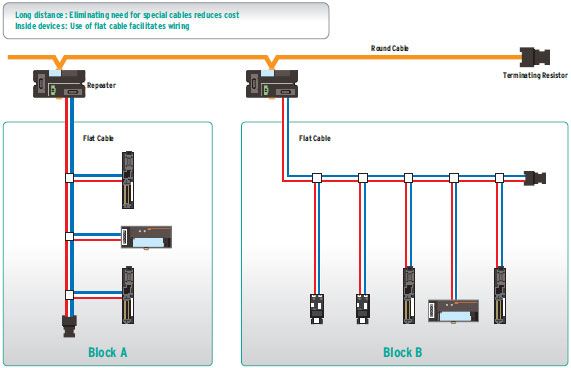 Long distance : Eliminating need for special cables reduces cost
Inside devices: Use of flat cable facilitates wiring
Round Cable
Terminating Resistor
Repeater
Flat Cable
Flat Cable
Block A
Block B